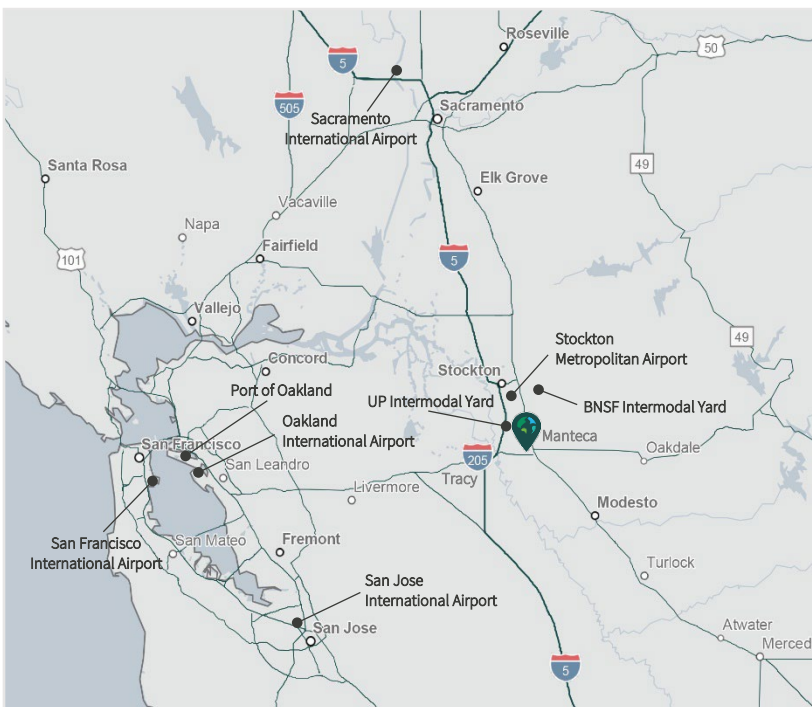 Roseville
50
5
Sacramento
International Airport
505
Sacramento
49
Santa Rosa
Elk Grove
Vacaville
Napa
Fairfield
101
5
Vallejo
49
Stockton
Metropolitan Airport
Concord
Stockton
Port of Oakland
UP Intermodal Yard
BNSF Intermodal Yard
Oakland
International Airport
Manteca
San Francisco
Oakdale
205
San Leandro
Tracy
Livermore
Modesto
San Mateo
Fremont
San Francisco
International Airport
Turlock
San Jose
International Airport
San Jose
Atwater
Merced
5